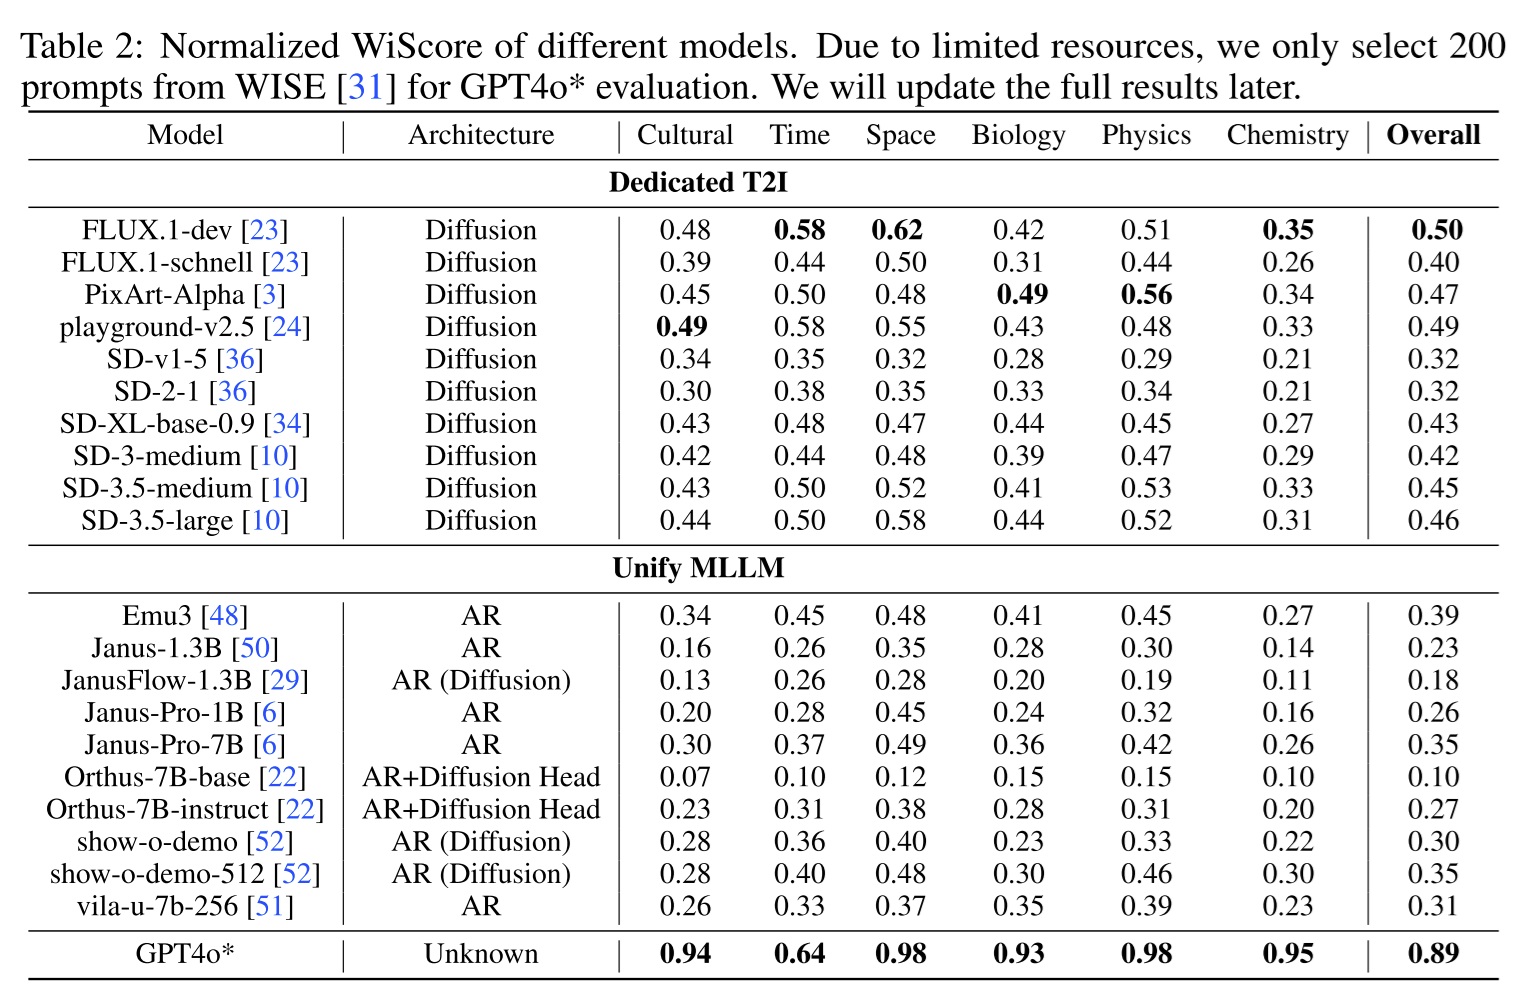 Table 2: Normalized WiScore of different models. Due to limited resources, we only select 200
prompts from WISE [31] for GPT4o* evaluation. We will update the full results later.
Model Architecture Cultural Time Space Biology Physics Chemistry Overall
Dedicated T2I
FLUX.1-dev [23] Diffusion 0.48 0.58 0.62 0.42 0.51 0.35 0.50
FLUX.1-schnell [23] Diffusion 0.39 0.44 0.50 0.31 0.44 0.26 0.40
PixArt-Alpha [3] Diffusion 0.45 0.50 0.48 0.49 0.56 0.34 0.47
playground-v2.5 [24] Diffusion 0.49 0.58 0.55 0.43 0.48 0.33 0.49
SD-v1-5 [36] Diffusion 0.34 0.35 0.32 0.28 0.29 0.21 0.32
SD-2-1 [36] Diffusion 0.30 0.38 0.35 0.33 0.34 0.21 0.32
SD-XL-base-0.9 [34] Diffusion 0.43 0.48 0.47 0.44 0.45 0.27 0.43
SD-3-medium [10] Diffusion 0.42 0.44 0.48 0.39 0.47 0.29 0.42
SD-3.5-medium [10] Diffusion 0.43 0.50 0.52 0.41 0.53 0.33 0.45
SD-3.5-large [10] Diffusion 0.44 0.50 0.58 0.44 0.52 0.31 0.46
Unify MLLM
Emu3 [48] AR 0.34 0.45 0.48 0.41 0.45 0.27 0.39
Janus-1.3B [50] AR 0.16 0.26 0.35 0.28 0.30 0.14 0.23
JanusFlow-1.3B [29] AR (Diffusion) 0.13 0.26 0.28 0.20 0.19 0.11 0.18
Janus-Pro-1B [6] AR 0.20 0.28 0.45 0.24 0.32 0.16 0.26
Janus-Pro-7B [6] AR 0.30 0.37 0.49 0.36 0.42 0.26 0.35
Orthus-7B-base [22] AR+Diffusion Head 0.07 0.10 0.12 0.15 0.15 0.10 0.10
Orthus-7B-instruct [22] AR+Diffusion Head 0.23 0.31 0.38 0.28 0.31 0.20 0.27
show-o-demo [52] AR (Diffusion) 0.28 0.36 0.40 0.23 0.33 0.22 0.30
show-o-demo-512 [52] AR (Diffusion) 0.28 0.40 0.48 0.30 0.46 0.30 0.35
vila-u-7b-256 [51] AR 0.26 0.33 0.37 0.35 0.39 0.23 0.31
GPT4o* Unknown 0.94 0.64 0.98 0.93 0.98 0.95 0.89